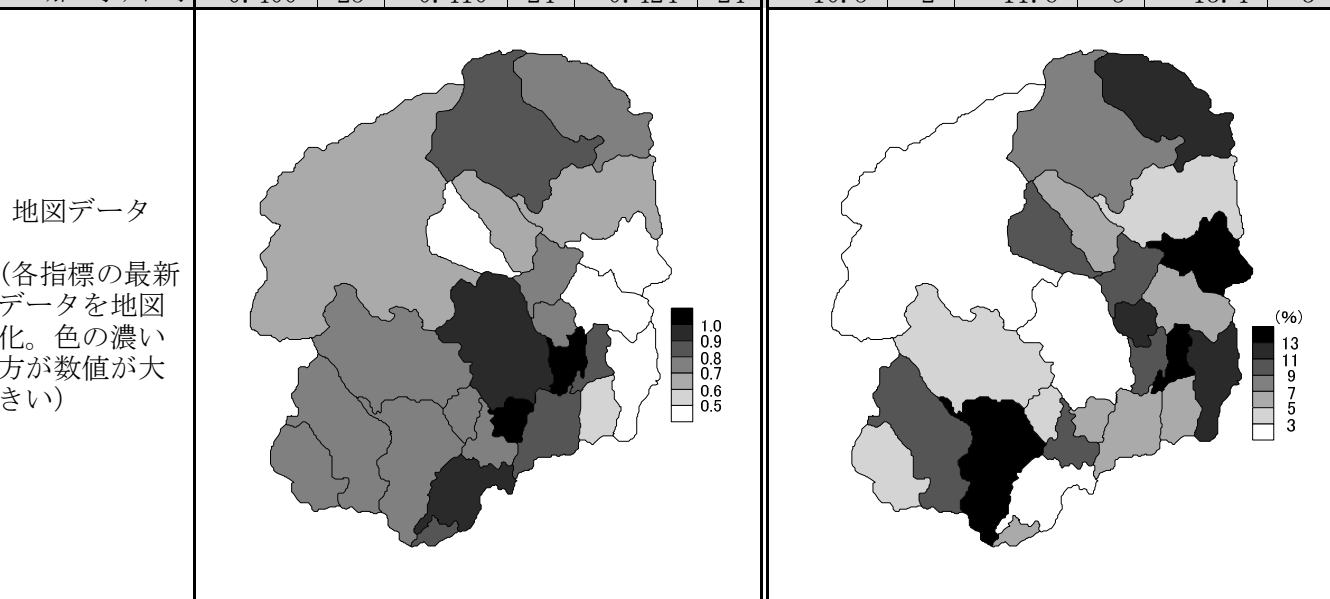 地図データ
(各指標の最新
データを地図
化。色の濃い
方が数値が大
きい)
1.0
0.9
0.8
0.7
0.6
0.5
(%)
13
11
9
7
5
3